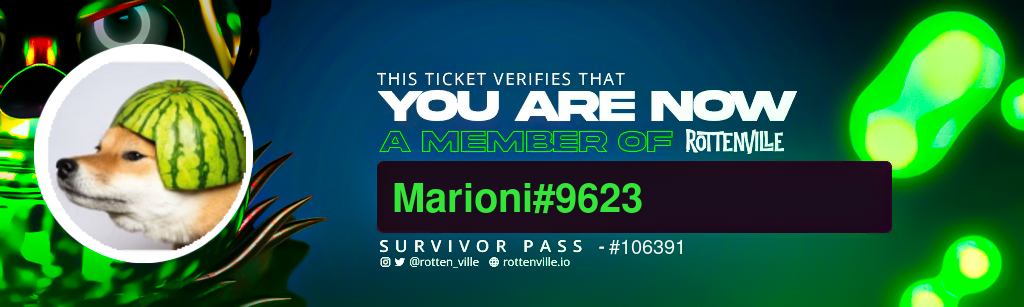 THIS TICKET VERIFIES THAT
YOU ARE NOW
A MEMBER OF ROTTENVILLE
Marioni#9623
SURVIVOR PASS - #106391
@rotten_ville rottenville.io